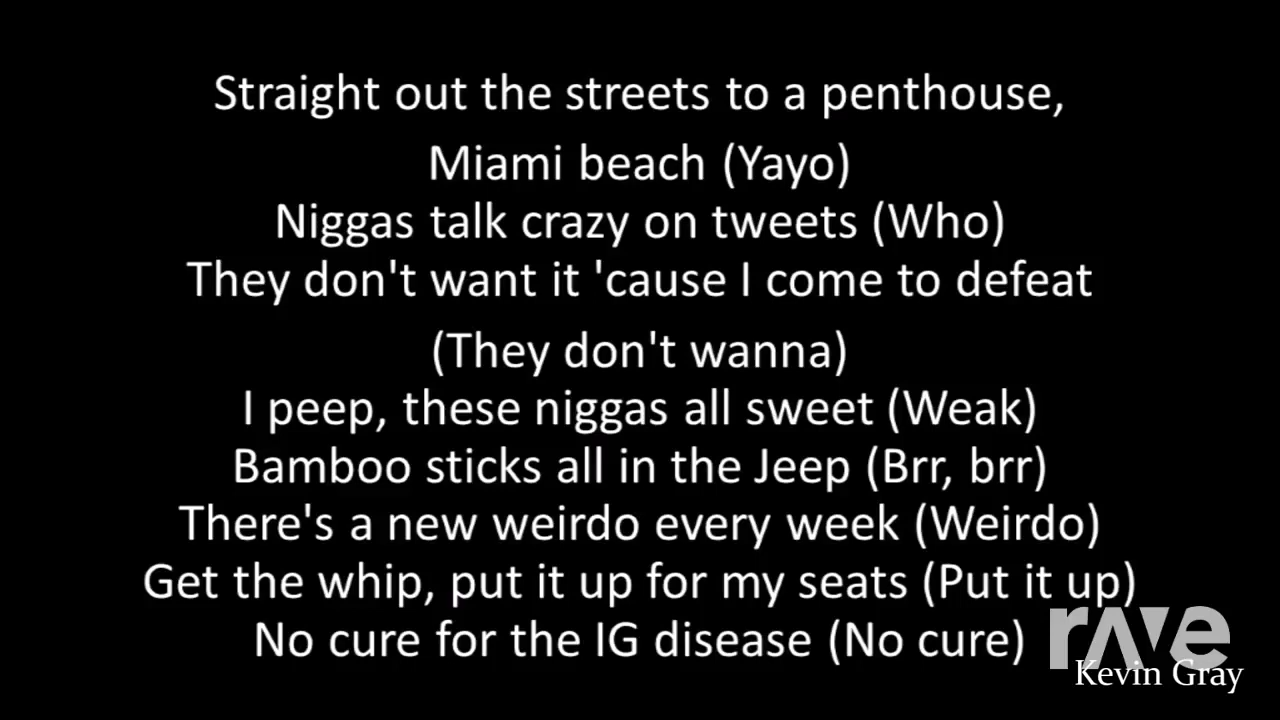 Straight out the streets to a penthouse,
Miami beach (Yayo)
Niggas talk crazy on tweets (Who)
They don't want it 'cause I come to defeat
(They don't wanna)
I peep, these niggas all sweet (Weak)
Bamboo sticks all in the Jeep (Brr, brr)
There's a new weirdo every week (Weirdo)
Get the whip, put it up for my seats (Put it up)
No cure for the IG disease (No cure)
rave
Kevin Gray